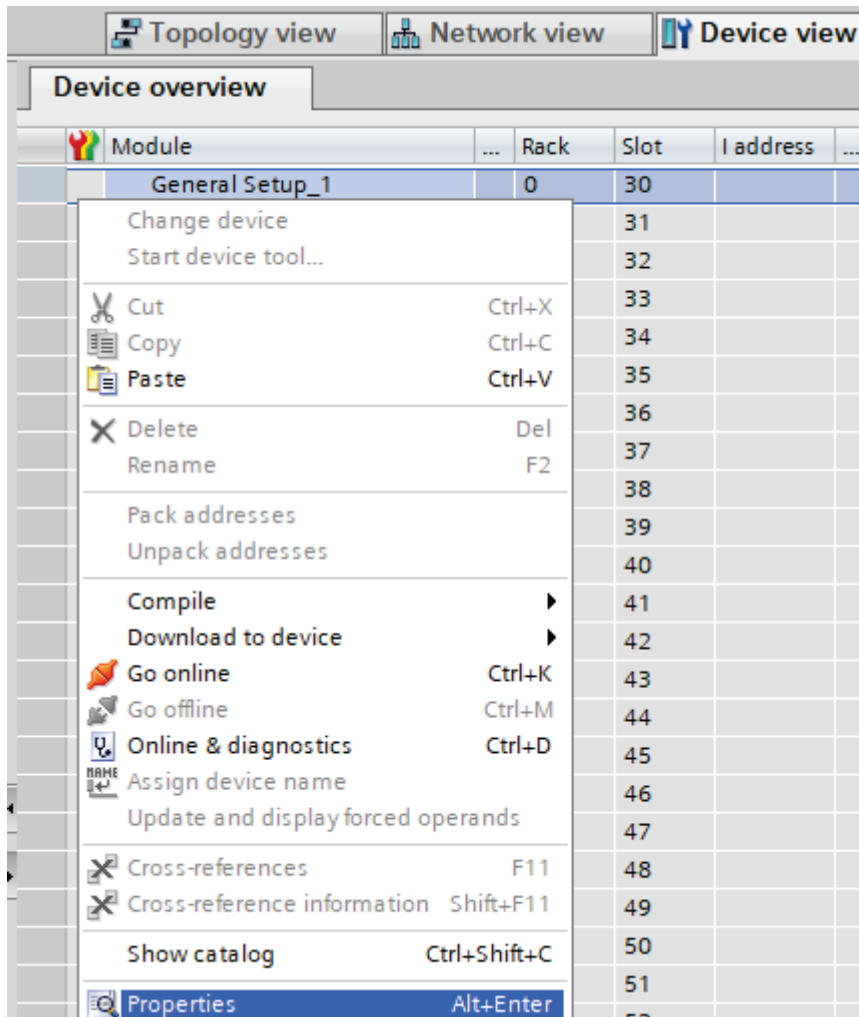 Topology view Network view Device view
Device overview
Module ... Rack Slot I address ...
General Setup_1 0 30
Change device 31
Start device tool... 32
Cut Ctrl+X 33
Copy Ctrl+C 34
Paste Ctrl+V 35
36
Delete Del 37
Rename F2
38
Pack addresses 39
Unpack addresses 40
Compile 41
Download to device 42
Go online Ctrl+K 43
Go offline Ctrl+M 44
Online & diagnostics Ctrl+D 45
NAME Assign device name 46
Update and display forced operands 47
Cross-references F11 48
Cross-reference information Shift+F11 49
Show catalog Ctrl+Shift+C 50
51
Properties Alt+Enter